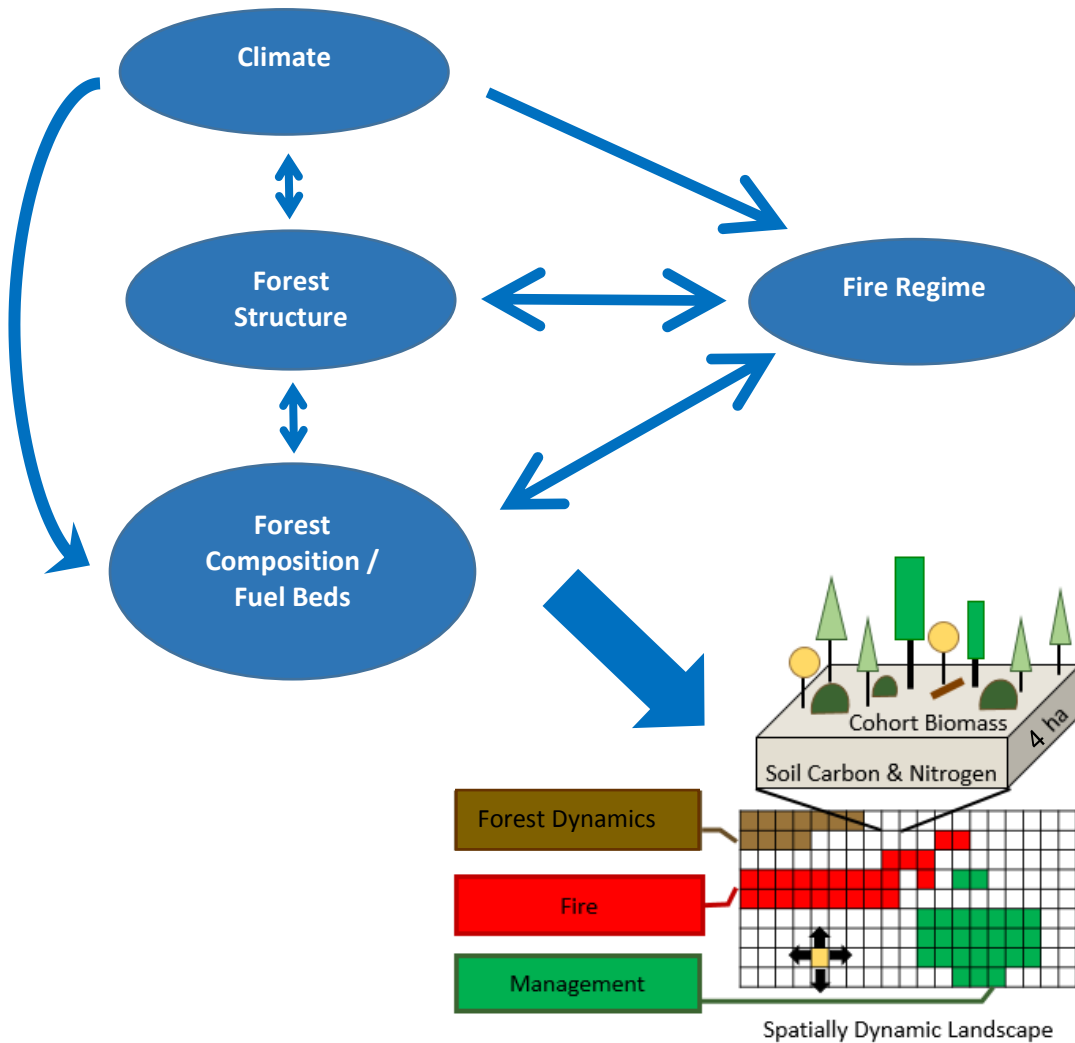 Climate
Forest
Structure
Fire Regime
Forest
Composition /
Fuel Beds
Cohort Biomass
4 ha
Soil Carbon & Nitrogen
Forest Dynamics
Fire
Management
Spatially Dynamic Landscape